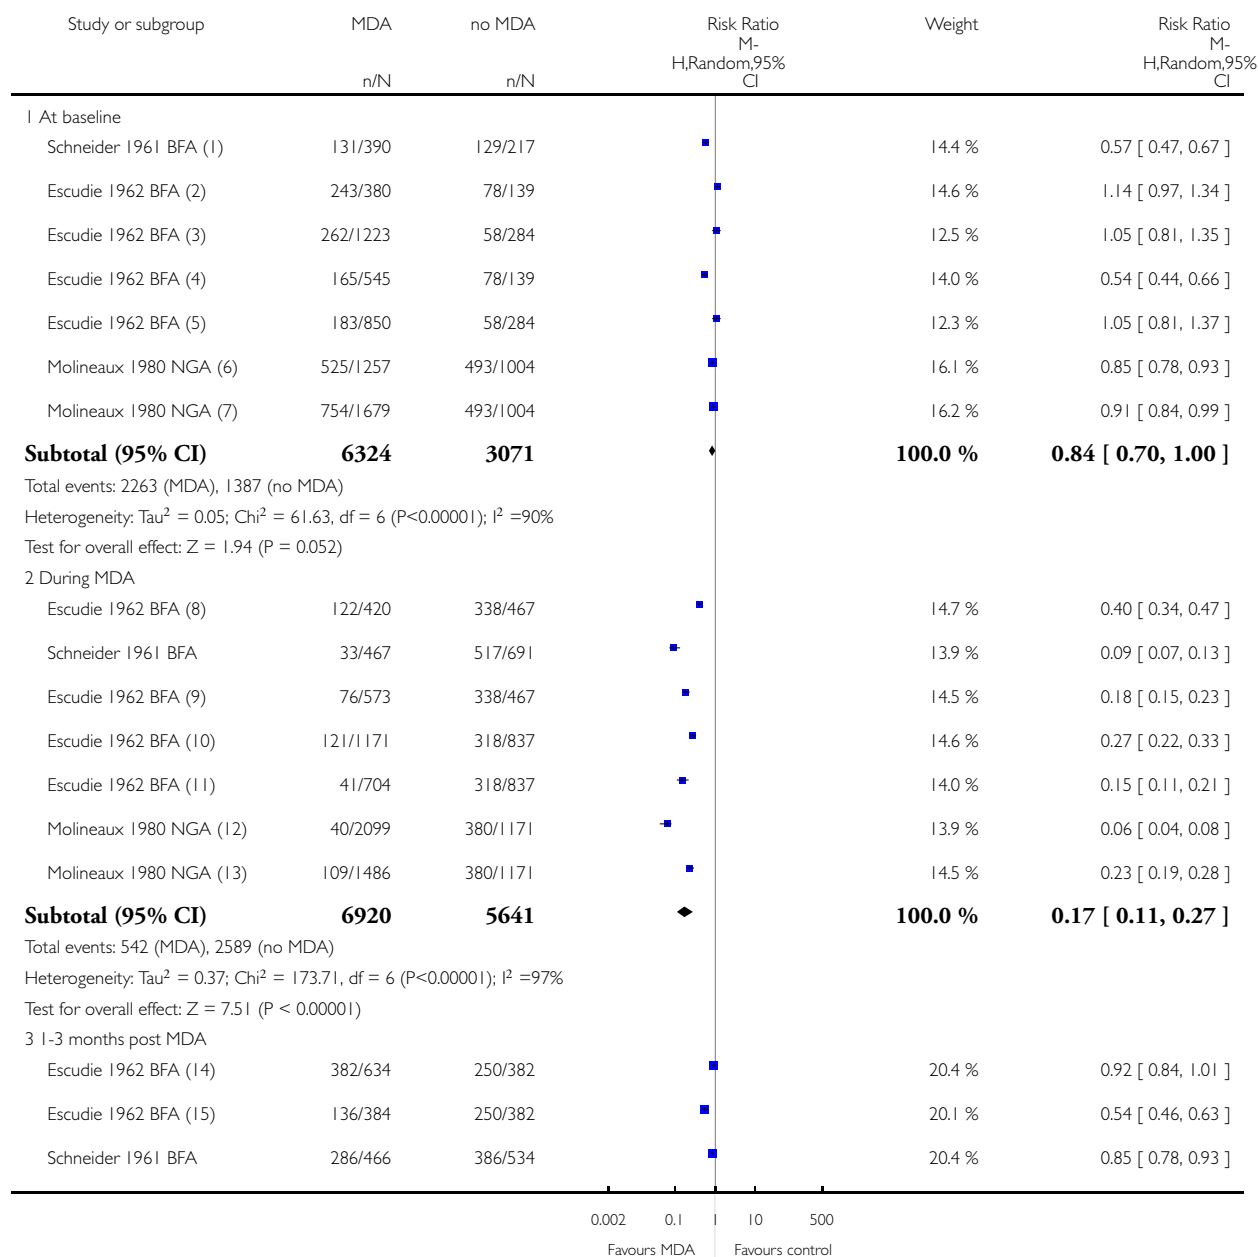 Study or subgroup MDA no MDA Risk Ratio Weight Risk Ratio
M- M-
H,Random,95% H,Random,95%
n/N n/N CI CI
1 At baseline
Schneider 1961 BFA (1) 131/390 129/217 14.4 % 0.57 [ 0.47, 0.67 ]
Escudie 1962 BFA (2) 243/380 78/139 14.6 % 1.14 [ 0.97, 1.34 ]
Escudie 1962 BFA (3) 262/1223 58/284 12.5 % 1.05 [ 0.81, 1.35 ]
Escudie 1962 BFA (4) 165/545 78/139 14.0 % 0.54 [ 0.44, 0.66 ]
Escudie 1962 BFA (5) 183/850 58/284 12.3 % 1.05 [ 0.81, 1.37 ]
Molineaux 1980 NGA (6) 525/1257 493/1004 16.1 % 0.85 [ 0.78, 0.93 ]
Molineaux 1980 NGA (7) 754/1679 493/1004 16.2 % 0.91 [ 0.84, 0.99 ]
Subtotal (95% CI) 6324 3071 100.0 % 0.84 [ 0.70, 1.00 ]
Total events: 2263 (MDA), 1387 (no MDA)
Heterogeneity: Tau² = 0.05; Chi² = 61.63, df = 6 (P<0.00001); I² =90%
Test for overall effect: Z = 1.94 (P = 0.052)
2 During MDA
Escudie 1962 BFA (8) 122/420 338/467 14.7 % 0.40 [ 0.34, 0.47 ]
Schneider 1961 BFA 33/467 517/691 13.9 % 0.09 [ 0.07, 0.13 ]
Escudie 1962 BFA (9) 76/573 338/467 14.5 % 0.18 [ 0.15, 0.23 ]
Escudie 1962 BFA (10) 121/1171 318/837 14.6 % 0.27 [ 0.22, 0.33 ]
Escudie 1962 BFA (11) 41/704 318/837 14.0 % 0.15 [ 0.11, 0.21 ]
Molineaux 1980 NGA (12) 40/2099 380/1171 13.9 % 0.06 [ 0.04, 0.08 ]
Molineaux 1980 NGA (13) 109/1486 380/1171 14.5 % 0.23 [ 0.19, 0.28 ]
Subtotal (95% CI) 6920 5641 100.0 % 0.17 [ 0.11, 0.27 ]
Total events: 542 (MDA), 2589 (no MDA)
Heterogeneity: Tau² = 0.37; Chi² = 173.71, df = 6 (P<0.00001); I² =97%
Test for overall effect: Z = 7.51 (P < 0.00001)
3 1-3 months post MDA
Escudie 1962 BFA (14) 382/634 250/382 20.4 % 0.92 [ 0.84, 1.01 ]
Escudie 1962 BFA (15) 136/384 250/382 20.1 % 0.54 [ 0.46, 0.63 ]
Schneider 1961 BFA 286/466 386/534 20.4 % 0.85 [ 0.78, 0.93 ]
0.002 0.1 1 10 500
Favours MDA Favours control